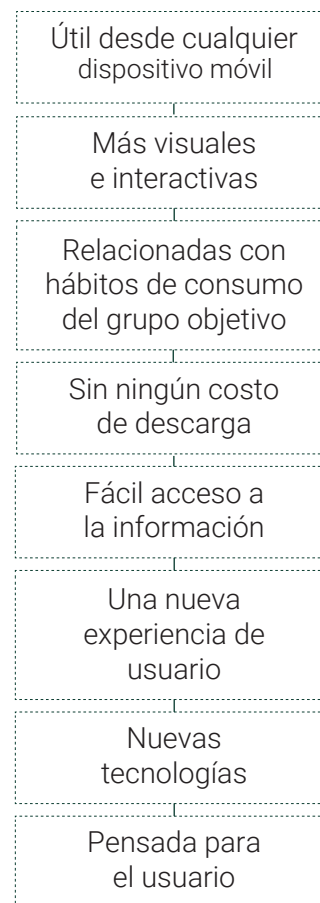 Útil desde cualquier
dispositivo móvil
Más visuales
e interactivas
Relacionadas con
hábitos de consumo
del grupo objetivo
Sin ningún costo
de descarga
Fácil acceso a
la información
Una nueva
experiencia de
usuario
Nuevas
tecnologías
Pensada para
el usuario